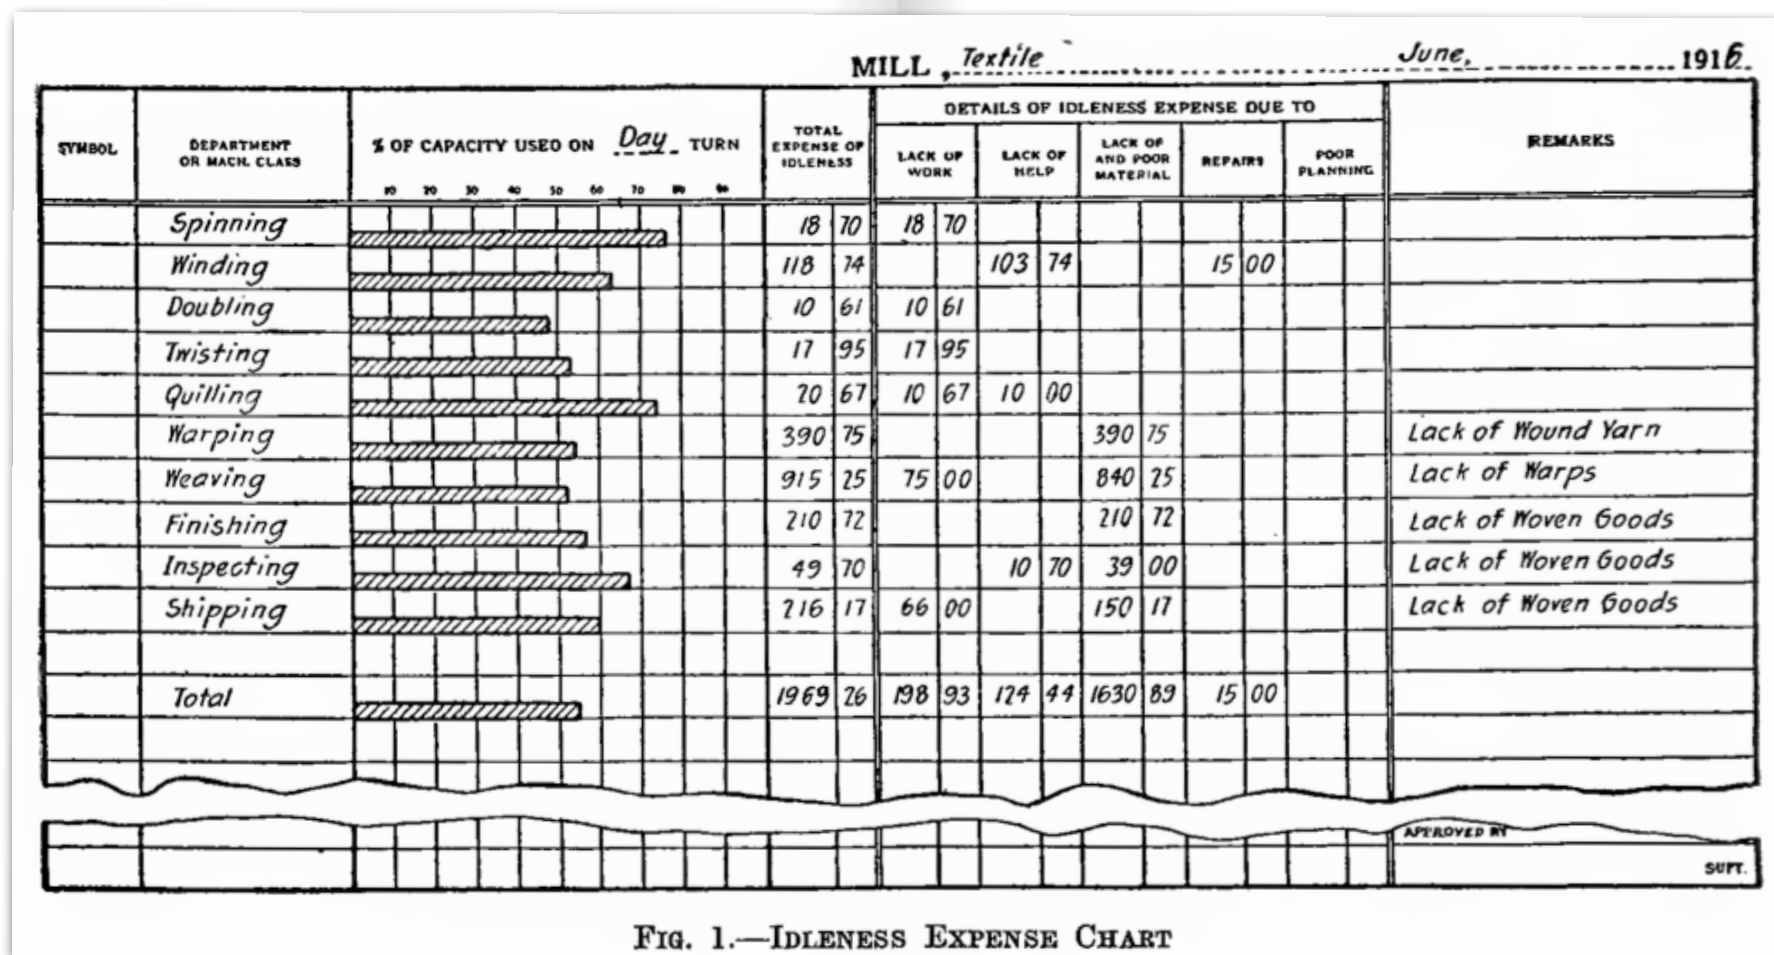 MILL, Textile June, 1916
SYMBOL DEPARTMENT OR MACH. CLASS % OF CAPACITY USED ON Day TURN TOTAL EXPENSE OF IDLENESS DETAILS OF IDLENESS EXPENSE DUE TO REMARKS
LACK OF WORK LACK OF HELP LACK OF AND POOR MATERIAL REPAIRS POOR PLANNING
10 20 30 40 50 60 70 80 90
Spinning 18 70 18 70
Winding 118 74 103 74 15 00
Doubling 10 61 10 61
Twisting 17 95 17 95
Quilling 20 67 10 67 10 00
Warping 390 75 390 75 Lack of Wound Yarn
Weaving 915 25 75 00 840 25 Lack of Warps
Finishing 210 72 210 72 Lack of Woven Goods
Inspecting 49 70 10 70 39 00 Lack of Woven Goods
Shipping 216 17 66 00 150 17 Lack of Woven Goods
Total 1969 26 198 93 124 44 1630 89 15 00
APPROVED BY
SUPT.
FIG. 1.—IDLENESS EXPENSE CHART